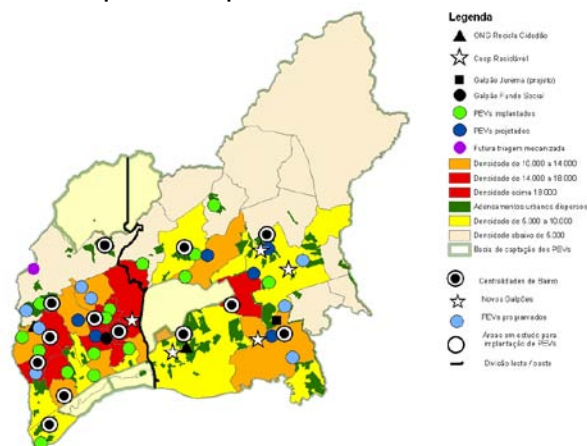 Legenda
ONG Recicla Cidadão
Coop Reciclável
Galpão Jurema (projeto)
Galpão Fundo Social
PEVs implantados
PEVs projetados
Futura triagem mecanizada
Densidade de 10.000 a 14.000
Densidade de 14.000 a 18.000
Densidade acima 18.000
Adensamentos urbanos dispersos
Densidade de 5.000 a 10.000
Densidade abaixo de 5.000
Bacia de captação dos PEVs
Centralidades de Bairro
Novos Galpões
PEVs programados
Áreas em estudo para
implantação de PEVs
Divisão leste / oeste